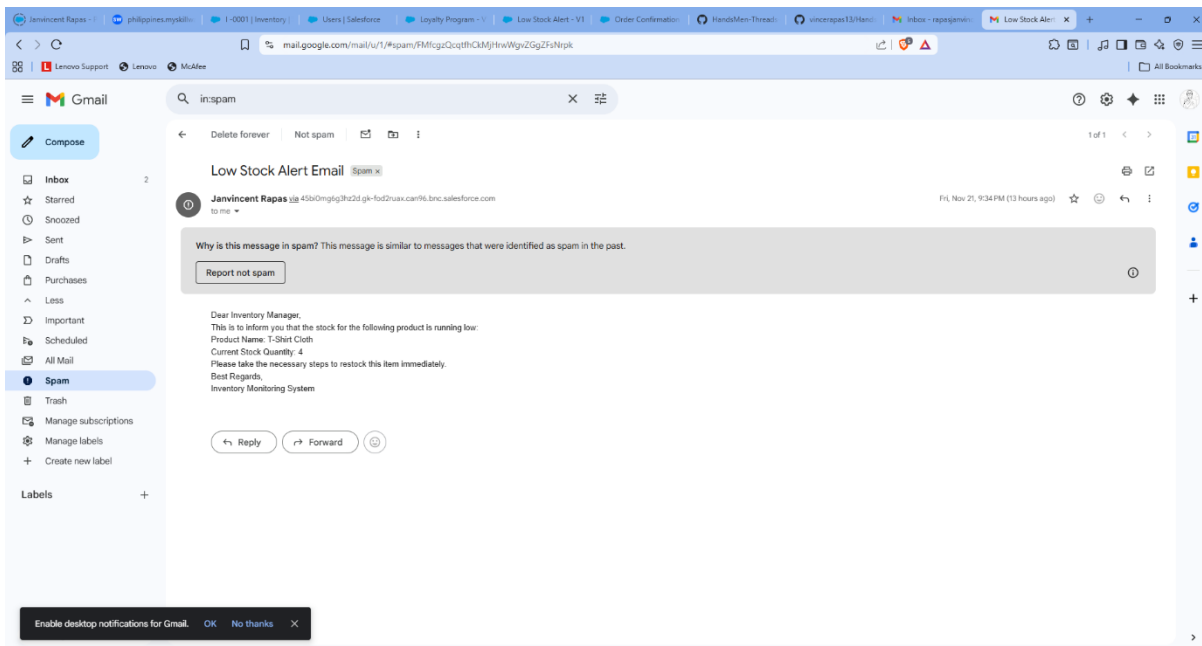 Janvincent Rapas -
philippines.myskillw
I-0001 | Inventory |
Users | Salesforce
Loyalty Program - V
Low Stock Alert - V1
Order Confirmation
HandsMen-Threads
vincerapas13/Hands
Inbox - rapasjanvin
Low Stock Alert
mail.google.com/mail/u/1/#spam/FMfcgzQcqtfhCkMjHrwWgvZGgZFsNrpk
Lenovo Support
Lenovo
McAfee
All Bookmarks
Gmail
in:spam
Compose
Delete forever
Not spam
1 of 1
Inbox 2
Starred
Snoozed
Sent
Drafts
Purchases
Less
Important
Scheduled
All Mail
Spam
Trash
Manage subscriptions
Manage labels
Create new label
Labels
Low Stock Alert Email Spam x
Janvincent Rapas via 45bi0mg6g3hz2d.gk-fod2ruax.can96.bnc.salesforce.com
Fri, Nov 21, 9:34 PM (13 hours ago)
to me
Why is this message in spam? This message is similar to messages that were identified as spam in the past.
Report not spam
Dear Inventory Manager,
This is to inform you that the stock for the following product is running low:
Product Name: T-Shirt Cloth
Current Stock Quantity: 4
Please take the necessary steps to restock this item immediately.
Best Regards,
Inventory Monitoring System
Reply
Forward
Enable desktop notifications for Gmail. OK No thanks